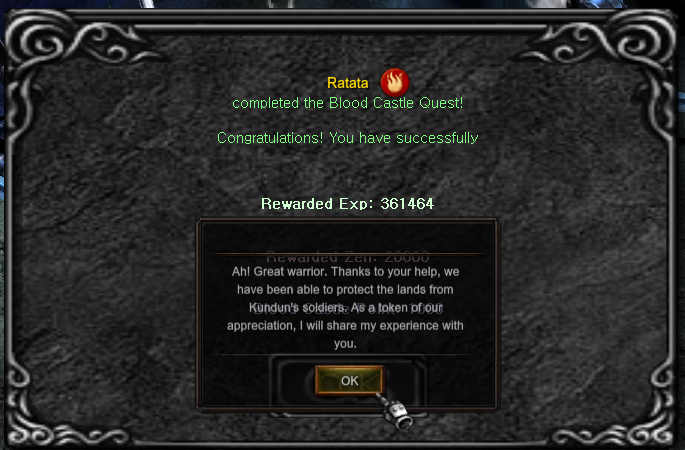 Ratata
completed the Blood Castle Quest!
Congratulations! You have successfully
Rewarded Exp: 361464
Rewarded Zen: 20000
Ah! Great warrior. Thanks to your help, we
have been able to protect the lands from
Kundun's soldiers. As a token of our
appreciation, I will share my experience with
you.
OK